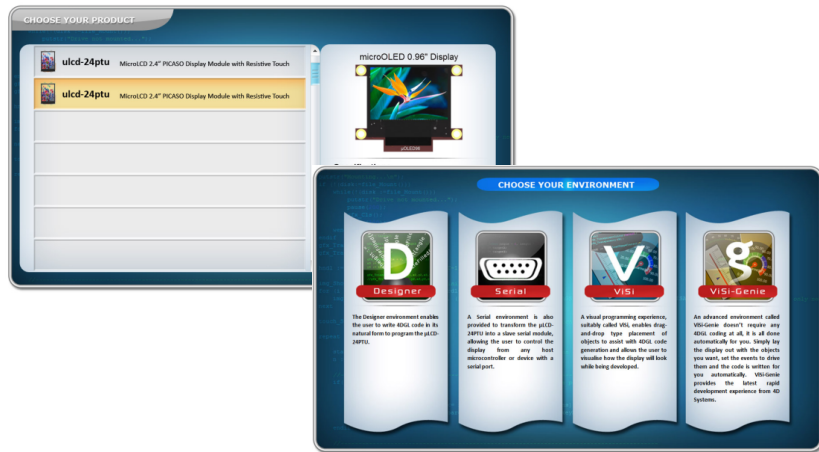 CHOOSE YOUR PRODUCT
ulcd-24ptu MicroLCD 2.4" PICASO Display Module with Resistive Touch
ulcd-24ptu MicroLCD 2.4" PICASO Display Module with Resistive Touch
microOLED 0.96" Display
CHOOSE YOUR ENVIRONMENT
D
Designer
The Designer environment enables
the user to write 4DGL code in its
natural form to program the µLCD-
24PTU.
Serial
A Serial environment is also
provided to transform the µLCD-
24PTU into a slave serial module,
allowing the user to control the
display from any host
microcontroller or device with a
serial port.
V
ViSi
A visual programming experience,
suitably called ViSi, enables drag-
and-drop type placement of
objects to assist with 4DGL code
generation and allows the user to
visualise how the display will look
while being developed.
g
ViSi-Genie
An advanced environment called
ViSi-Genie doesn't require any
4DGL coding at all, it is all done
automatically for you. Simply lay
the display out with the objects
you want, set the events to drive
them and the code is written for
you automatically. ViSi-Genie
provides the latest rapid
development experience from 4D
Systems.